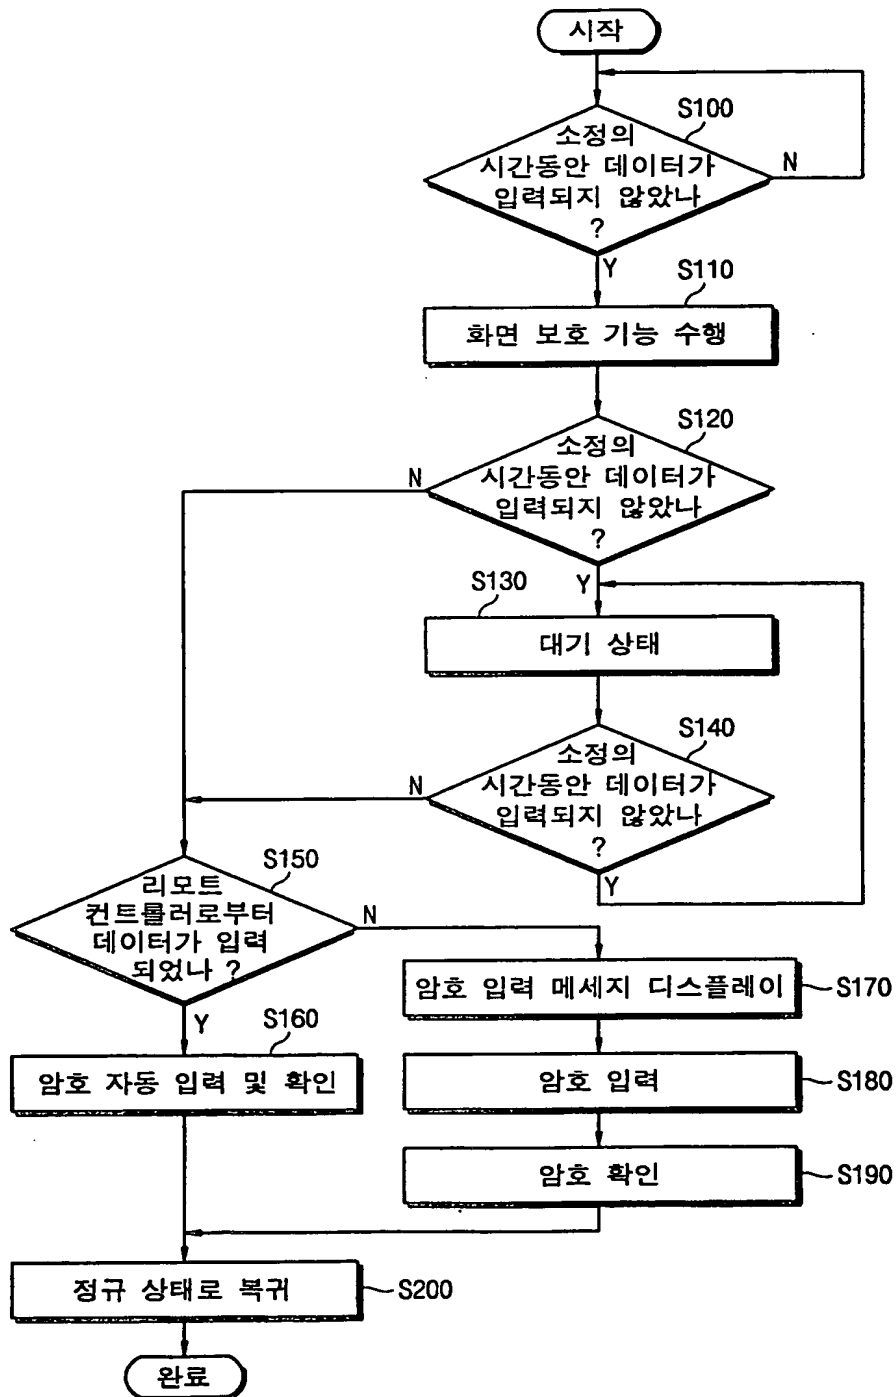 시작
S100
소정의
시간동안 데이터가
입력되지 않았나
?
N
Y
S110
화면 보호 기능 수행
S120
소정의
시간동안 데이터가
입력되지 않았나
?
N
Y
S130
대기 상태
S140
소정의
시간동안 데이터가
입력되지 않았나
?
N
Y
S150
리모트
컨트롤러로부터
데이터가 입력
되었나 ?
N
Y
S160
암호 자동 입력 및 확인
암호 입력 메세지 디스플레이
S170
암호 입력
S180
암호 확인
S190
정규 상태로 복귀
S200
완료